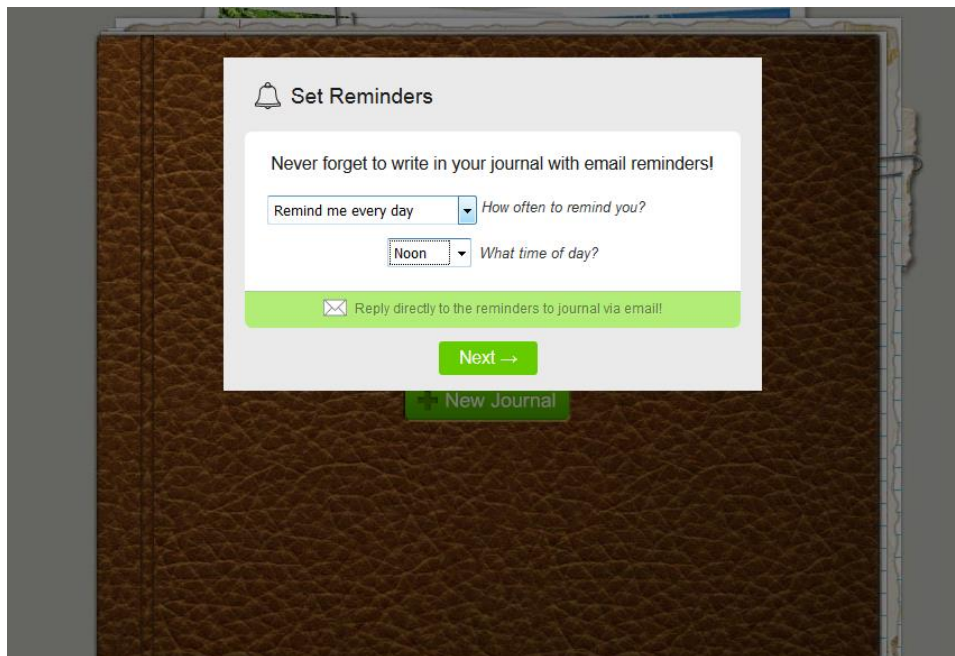 Set Reminders
Never forget to write in your journal with email reminders!
Remind me every day How often to remind you?
Noon What time of day?
Reply directly to the reminders to journal via email!
Next →
New Journal